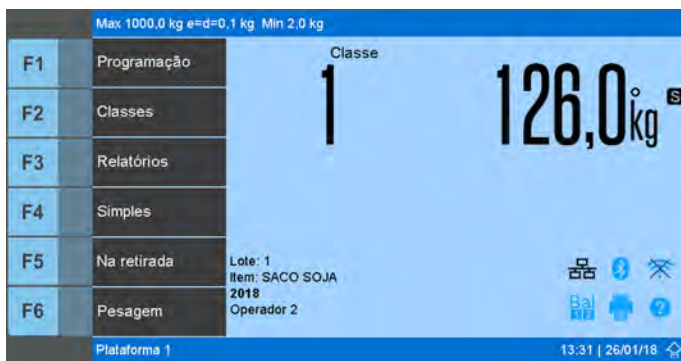 Max 1000,0 kg e=d=0,1 kg Min 2,0 kg
F1 Programação
F2 Classes
F3 Relatórios
F4 Simples
F5 Na retirada
F6 Pesagem
Classe
1
126,0kg
S
Lote: 1
Item: SACO SOJA
2018
Operador 2
Bal
1 2
?
Plataforma 1
13:31 | 26/01/18